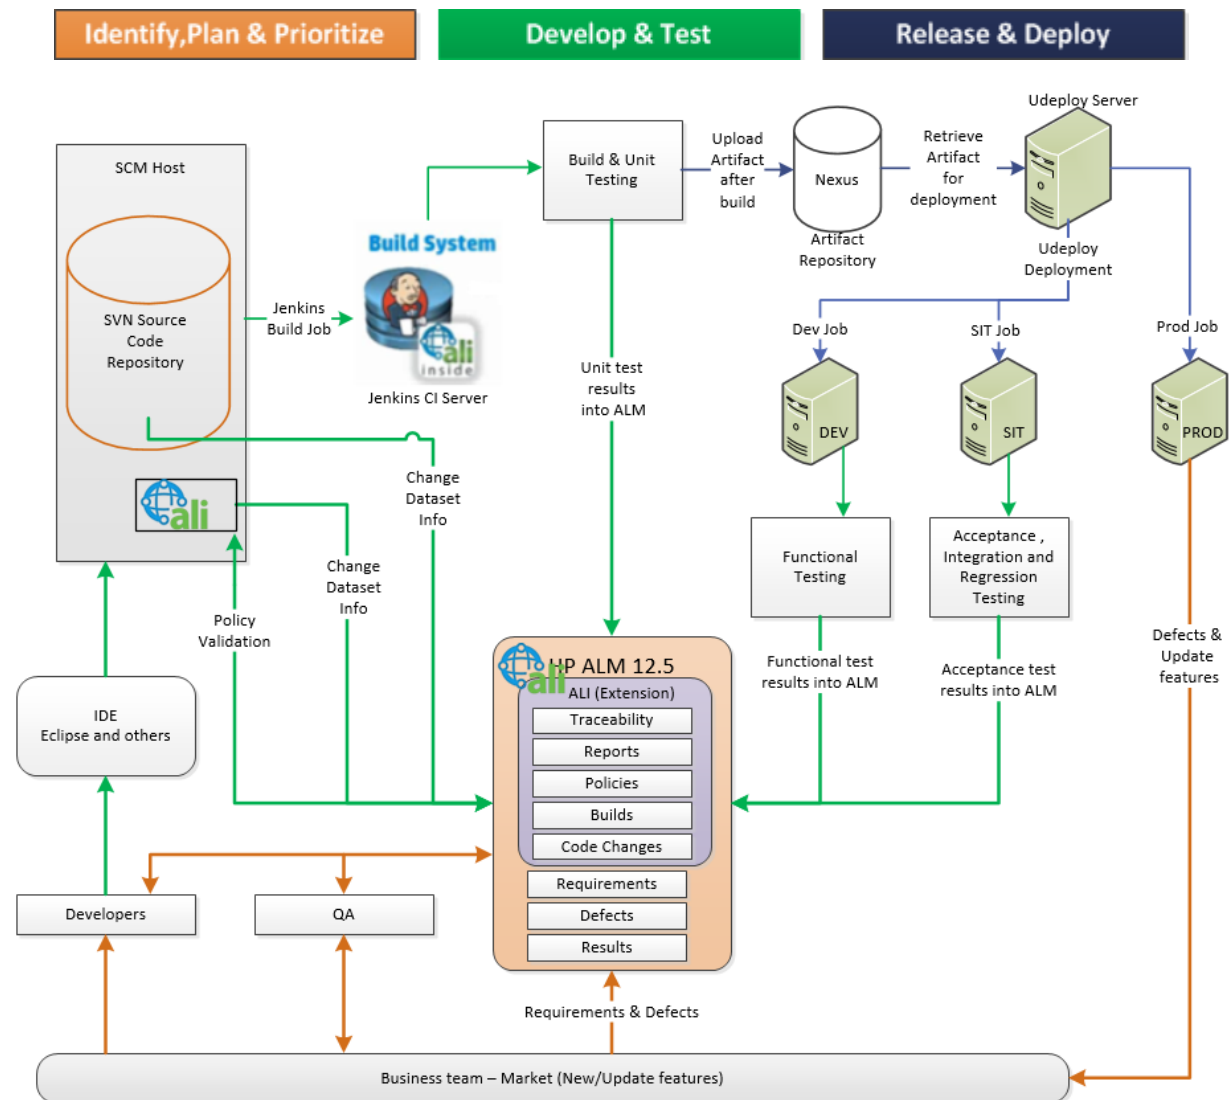 Identify,Plan & Prioritize
Develop & Test
Release & Deploy
SCM Host
SVN Source
Code
Repository
ali
Jenkins
Build Job
Build System
ali
inside
Jenkins CI Server
Build & Unit
Testing
Upload
Artifact
after
build
Nexus
Artifact
Repository
Retrieve
Artifact
for
deployment
Udeploy Server
Udeploy
Deployment
Dev Job
SIT Job
Prod Job
DEV
SIT
PROD
Unit test
results
into ALM
Change
Dataset
Info
Change
Dataset
Info
Policy
Validation
Functional
Testing
Acceptance ,
Integration and
Regression
Testing
Functional test
results into ALM
Acceptance test
results into ALM
Defects &
Update
features
IDE
Eclipse and others
HP ALM 12.5
ali
ALI (Extension)
Traceability
Reports
Policies
Builds
Code Changes
Requirements
Defects
Results
Developers
QA
Requirements & Defects
Business team – Market (New/Update features)